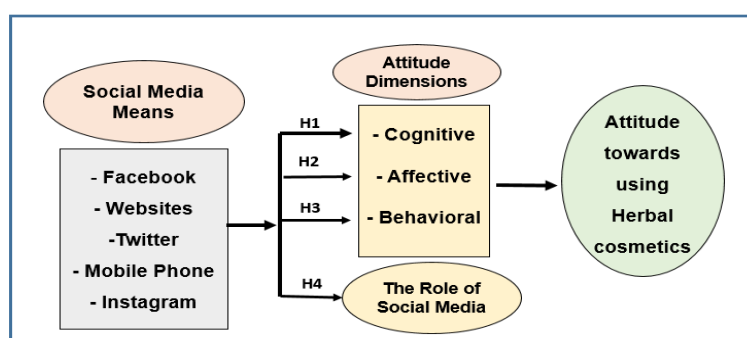 Social Media
Means
- Facebook
- Websites
-Twitter
- Mobile Phone
- Instagram
H1
H2
H3
H4
Attitude
Dimensions
- Cognitive
- Affective
- Behavioral
The Role of
Social Media
Attitude
towards
using
Herbal
cosmetics